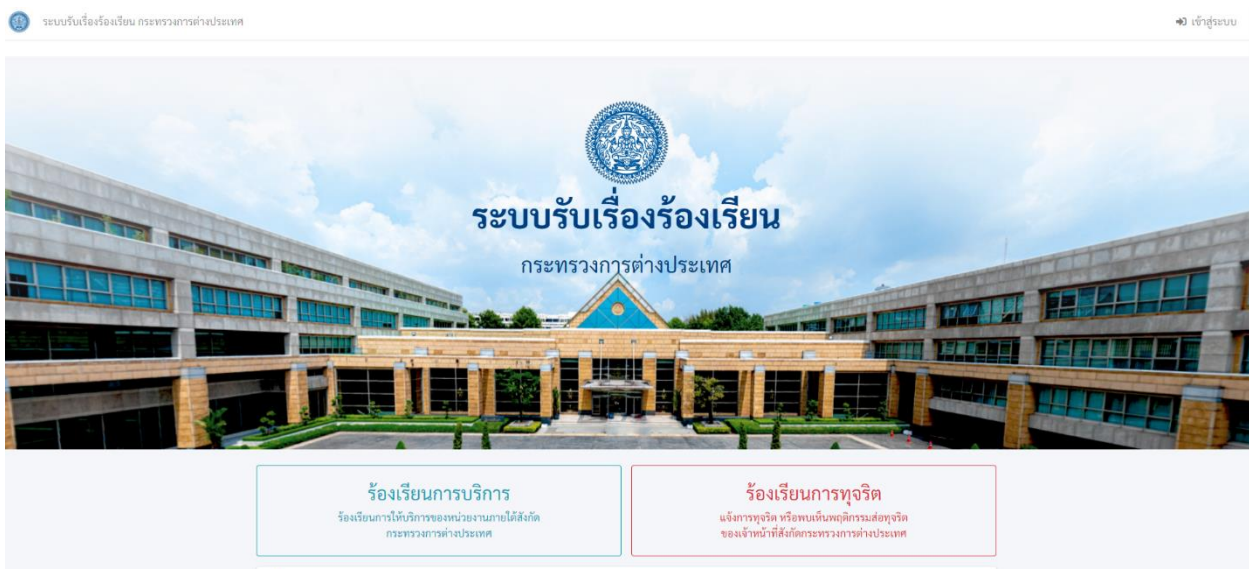 ระบบรับเรื่องร้องเรียน กระทรวงการต่างประเทศ
เข้าสู่ระบบ
ระบบรับเรื่องร้องเรียน
กระทรวงการต่างประเทศ
ร้องเรียนการบริการ
ร้องเรียนการให้บริการของหน่วยงานภายใต้สังกัด
กระทรวงการต่างประเทศ
ร้องเรียนการทุจริต
แจ้งการทุจริต หรือพบเห็นพฤติกรรมส่อทุจริต
ของเจ้าหน้าที่สังกัดกระทรวงการต่างประเทศ